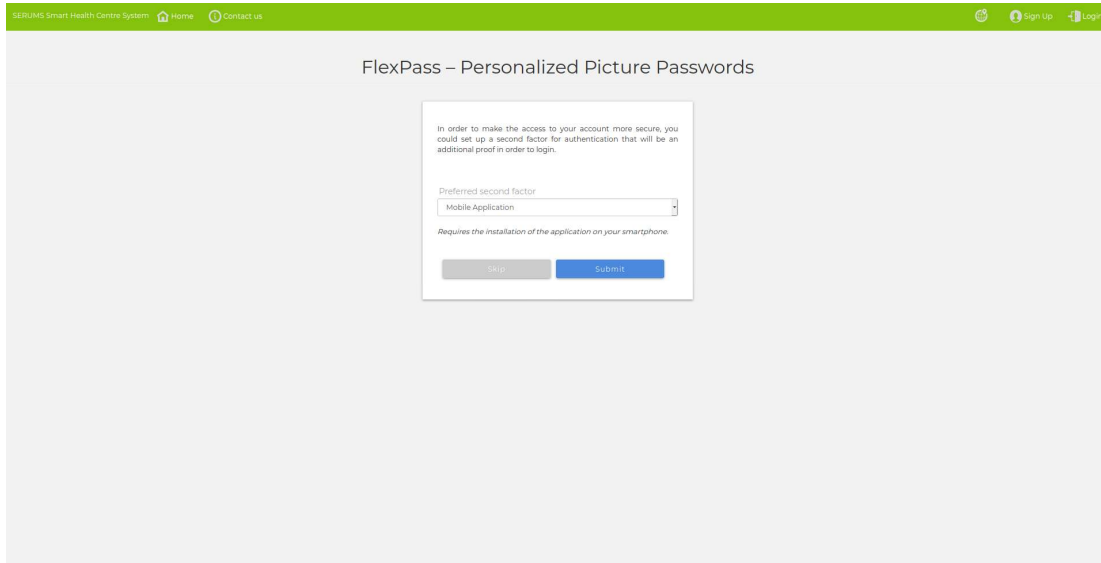 SERUMS Smart Health Centre System Home Contact us Sign Up Login
FlexPass – Personalized Picture Passwords
In order to make the access to your account more secure, you
could set up a second factor for authentication that will be an
additional proof in order to login.
Preferred second factor
Mobile Application
Requires the installation of the application on your smartphone.
Skip Submit